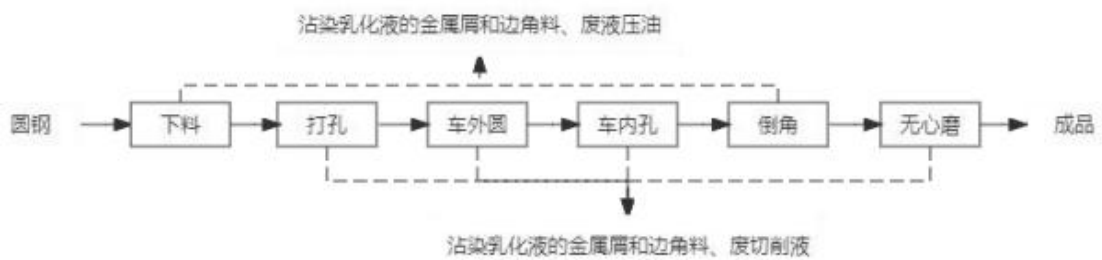 沾染乳化液的金属屑和边角料、废液压油
圆钢 下料 打孔 车外圆 车内孔 倒角 无心磨 成品
沾染乳化液的金属屑和边角料、废切削液